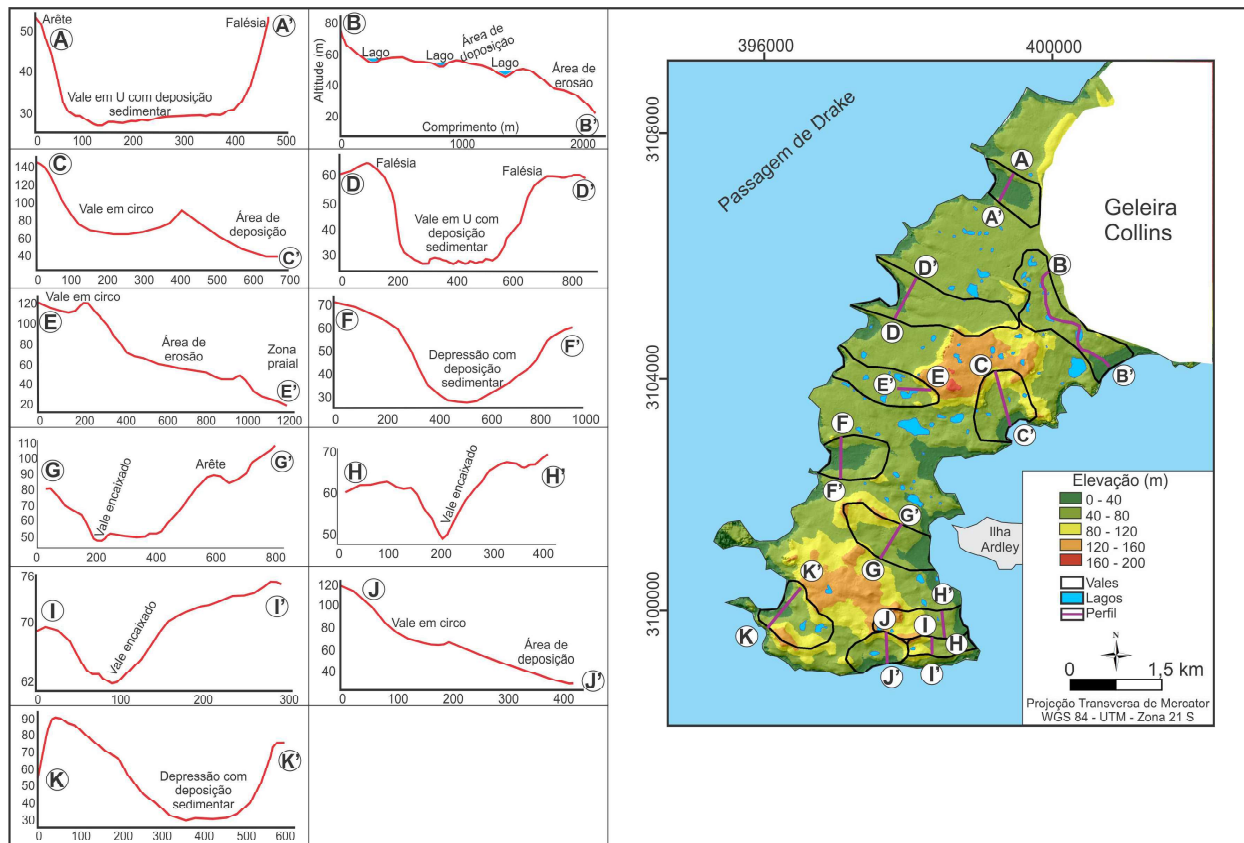 Arête
Falésia
A
A'
50
40
30
Vale em U com deposição
sedimentar
0
100
200
300
400
500
B
80
60
40
20
0
Altitude (m)
Lago
Lago
Área de
deposição
Lago
Área de
erosão
Comprimento (m)
B'
0
1000
2000
C
140
120
100
80
60
40
Vale em circo
Área de
deposição
C'
0
100
200
300
400
500
600
700
60
50
40
30
Falésia
Falésia
D
D'
Vale em U com
deposição
sedimentar
0
200
400
600
800
120
100
80
60
40
20
Vale em circo
E
Área de
erosão
Zona
praial
E'
0
200
400
600
800
1000
1200
70
60
50
40
30
F
F'
Depressão com
deposição
sedimentar
0
200
400
600
800
1000
110
100
90
80
70
60
50
G
Vale encaixado
Arête
G'
0
200
400
600
800
70
60
50
H
Vale encaixado
H'
0
100
200
300
400
76
70
62
I
Vale encaixado
I'
0
100
200
300
120
100
80
60
40
J
Vale em circo
Área de
deposição
J'
0
100
200
300
400
90
80
70
60
50
40
30
K
Depressão com
deposição
sedimentar
K'
0
100
200
300
400
500
600
396000
400000
3108000
3104000
3100000
Passagem de Drake
Geleira
Collins
A
A'
B
D'
D
C
B'
E'
E
C'
F
F'
G'
G
Ilha
Ardley
K'
K
H'
J
I
H
J'
I'
Elevação (m)
0 - 40
40 - 80
80 - 120
120 - 160
160 - 200
Vales
Lagos
Perfil
N
0
1,5 km
Projeção Transversa de Mercator
WGS 84 - UTM - Zona 21 S